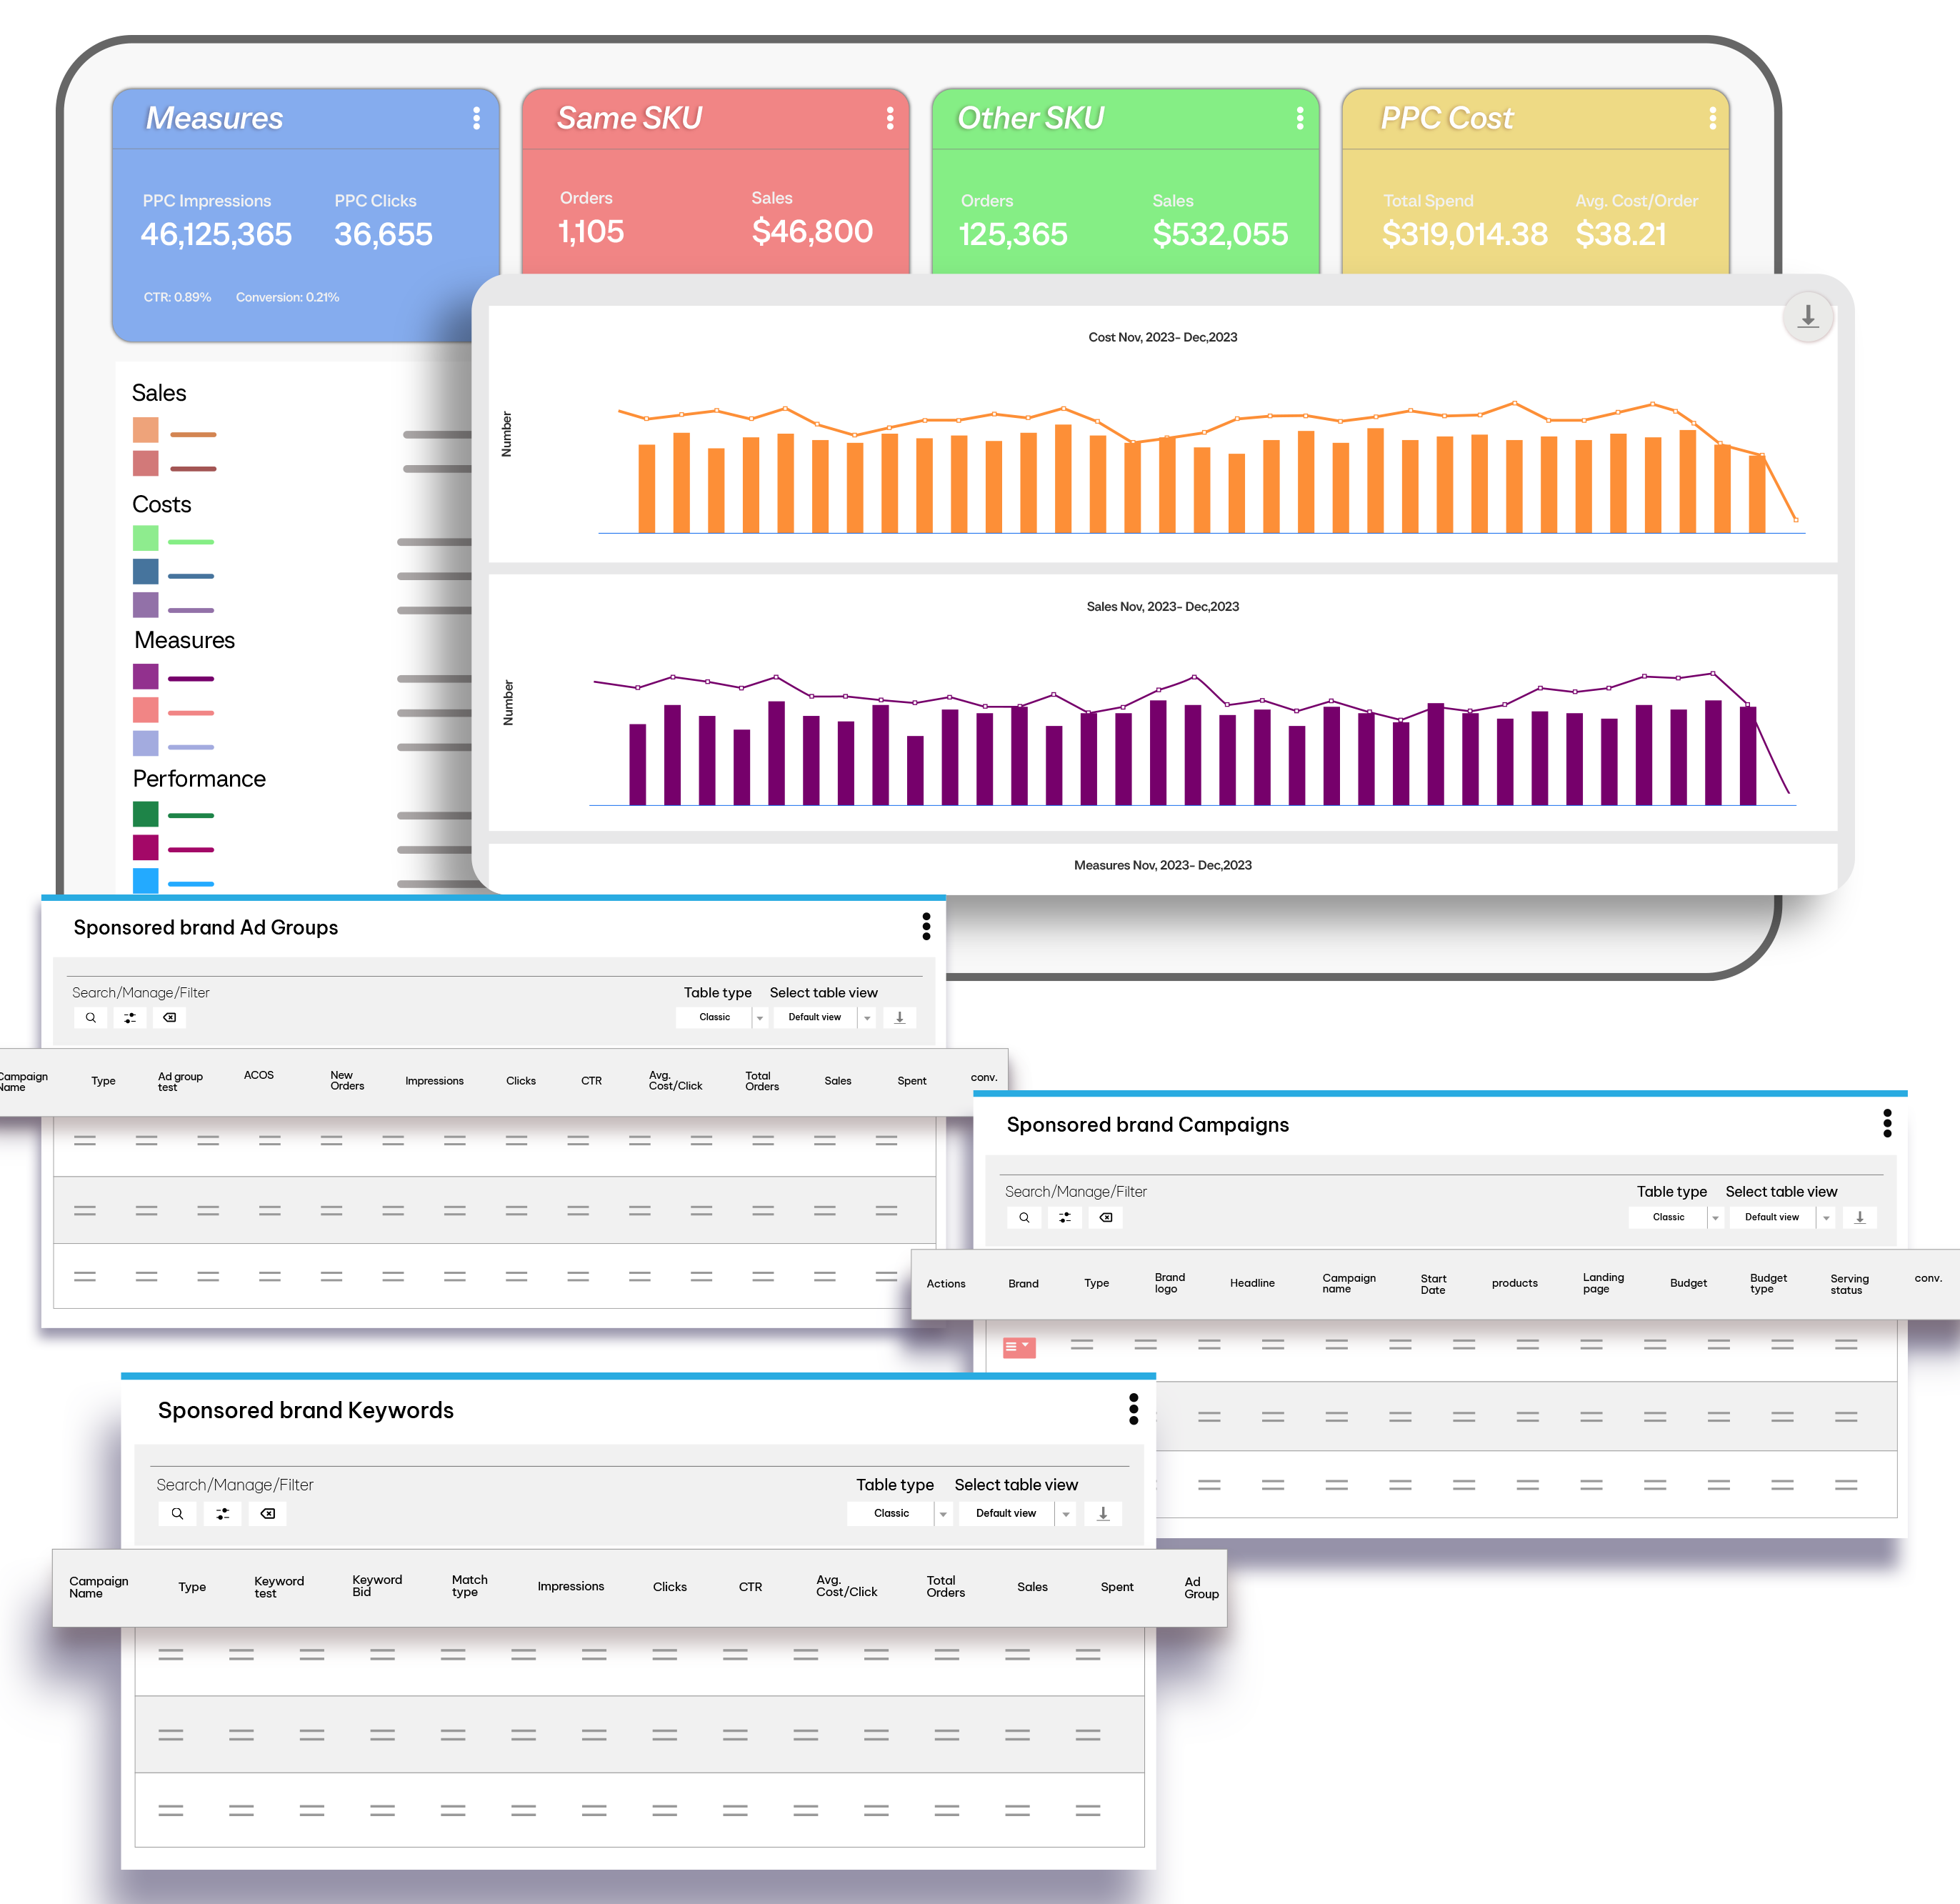 Measures
PPC Impressions
PPC Clicks
46,125,365
36,655
CTR: 0.89%
Conversion: 0.21%
Same SKU
Orders
Sales
1,105
$46,800
Other SKU
Orders
Sales
125,365
$532,055
PPC Cost
Total Spend
Avg. Cost/Order
$319,014.38
$38.21
Sales
Costs
Measures
Performance
Cost Nov, 2023- Dec,2023
Number
Sales Nov, 2023- Dec,2023
Number
Measures Nov, 2023- Dec,2023
Sponsored brand Ad Groups
Search/Manage/Filter
Table type
Select table view
Classic
Default view
Campaign
Name
Type
Ad group
test
ACOS
New
Orders
Impressions
Clicks
CTR
Avg.
Cost/Click
Total
Orders
Sales
Spent
conv.
Sponsored brand Campaigns
Search/Manage/Filter
Table type
Select table view
Classic
Default view
Actions
Brand
Type
Brand
logo
Headline
Campaign
name
Start
Date
products
Landing
page
Budget
Budget
type
Serving
status
conv.
Sponsored brand Keywords
Search/Manage/Filter
Table type
Select table view
Classic
Default view
Campaign
Name
Type
Keyword
test
Keyword
Bid
Match
type
Impressions
Clicks
CTR
Avg.
Cost/Click
Total
Orders
Sales
Spent
Ad
Group